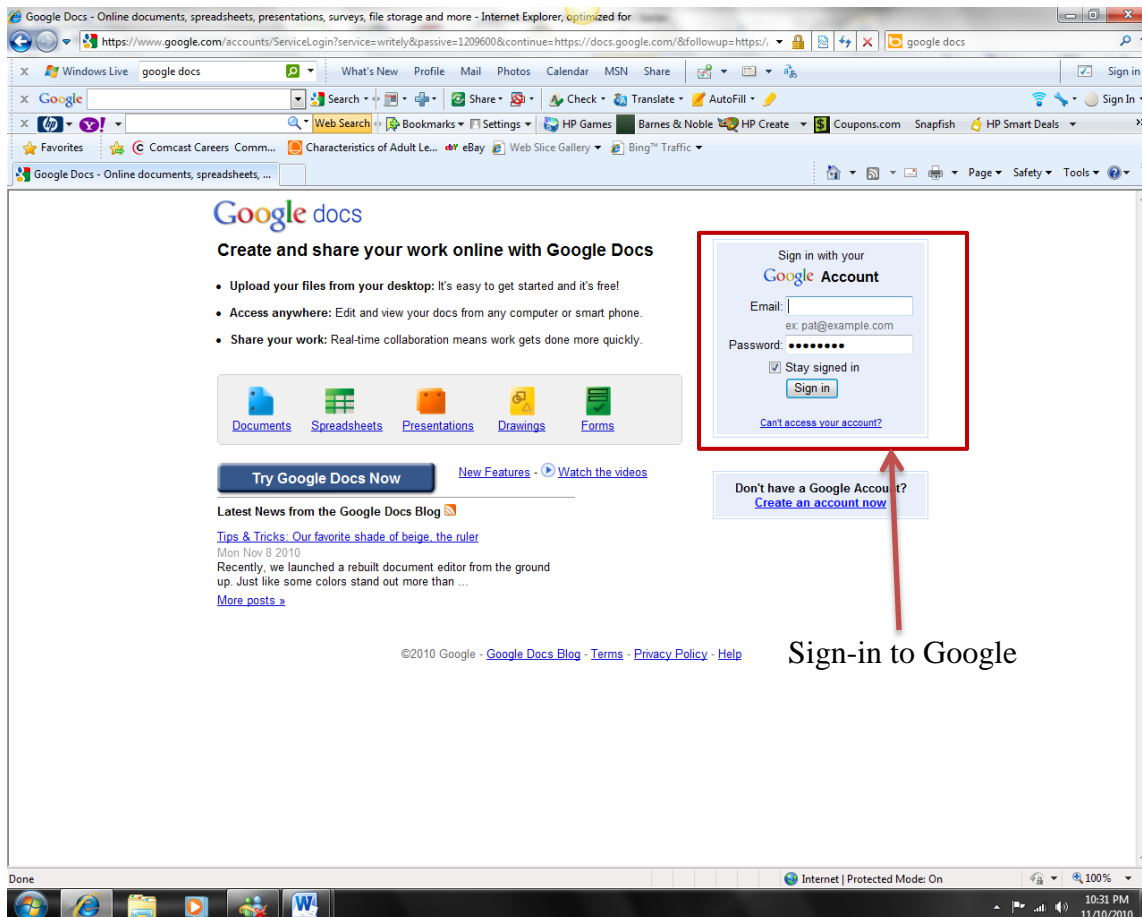 Google Docs - Online documents, spreadsheets, presentations, surveys, file storage and more - Internet Explorer, optimized for
https://www.google.com/accounts/ServiceLogin?service=writely&passive=1209600&continue=https://docs.google.com/&followup=https:/, google docs
x Windows Live google docs What's New Profile Mail Photos Calendar MSN Share Sign in
x Google Search Share Check Translate AutoFill Sign In
x hp Y! Web Search Bookmarks Settings HP Games Barnes & Noble HP Create $ Coupons.com Snapfish HP Smart Deals »
Favorites Comcast Careers Comm... Characteristics of Adult Le... eBay Web Slice Gallery Bing™ Traffic
Google Docs - Online documents, spreadsheets, ... Page Safety Tools
Google docs
Create and share your work online with Google Docs
• Upload your files from your desktop: It's easy to get started and it's free!
• Access anywhere: Edit and view your docs from any computer or smart phone.
• Share your work: Real-time collaboration means work gets done more quickly.
Documents Spreadsheets Presentations Drawings Forms
Try Google Docs Now New Features - Watch the videos
Latest News from the Google Docs Blog
Tips & Tricks: Our favorite shade of beige, the ruler
Mon Nov 8 2010
Recently, we launched a rebuilt document editor from the ground
up. Just like some colors stand out more than ...
More posts »
Sign in with your
Google Account
Email:
ex: pat@example.com
Password: ••••••••
Stay signed in
Sign in
Can't access your account?
Don't have a Google Account?
Create an account now
Sign-in to Google
©2010 Google - Google Docs Blog - Terms - Privacy Policy - Help
Done Internet | Protected Mode: On 100%
W 10:31 PM
11/10/2010